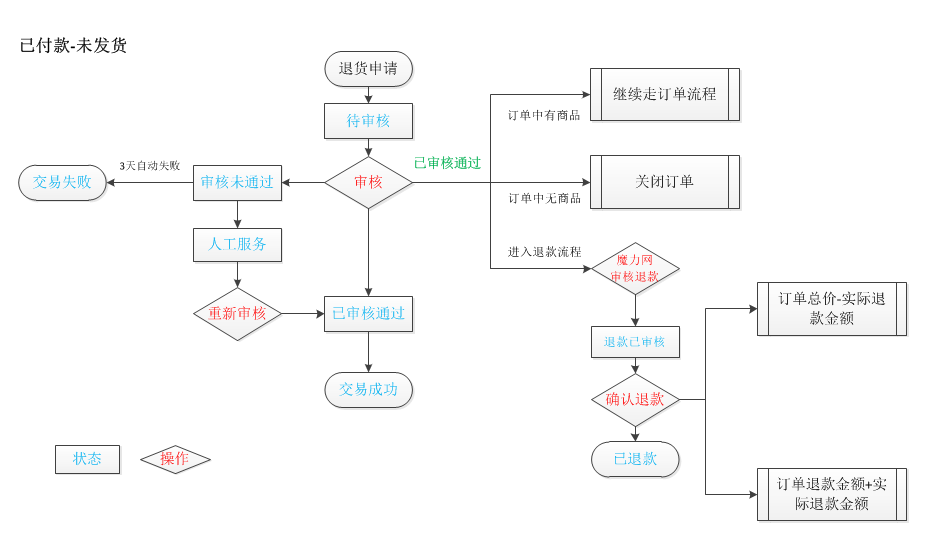 已付款-未发货
退货申请
待审核
审核
已审核通过
3天自动失败
审核未通过
交易失败
人工服务
重新审核
已审核通过
交易成功
订单中有商品
继续走订单流程
订单中无商品
关闭订单
进入退款流程
魔力网
审核退款
退款已审核
确认退款
已退款
订单总价-实际退
款金额
订单退款金额+实
际退款金额
状态
操作